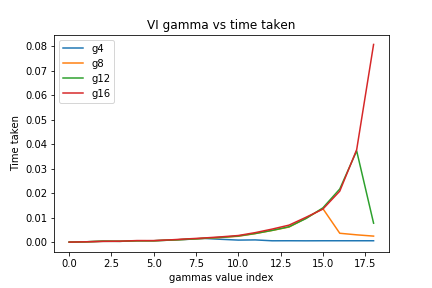 VI gamma vs time taken
g4
g8
g12
g16
Time taken
0.08
0.07
0.06
0.05
0.04
0.03
0.02
0.01
0.00
0.0 2.5 5.0 7.5 10.0 12.5 15.0 17.5
gammas value index